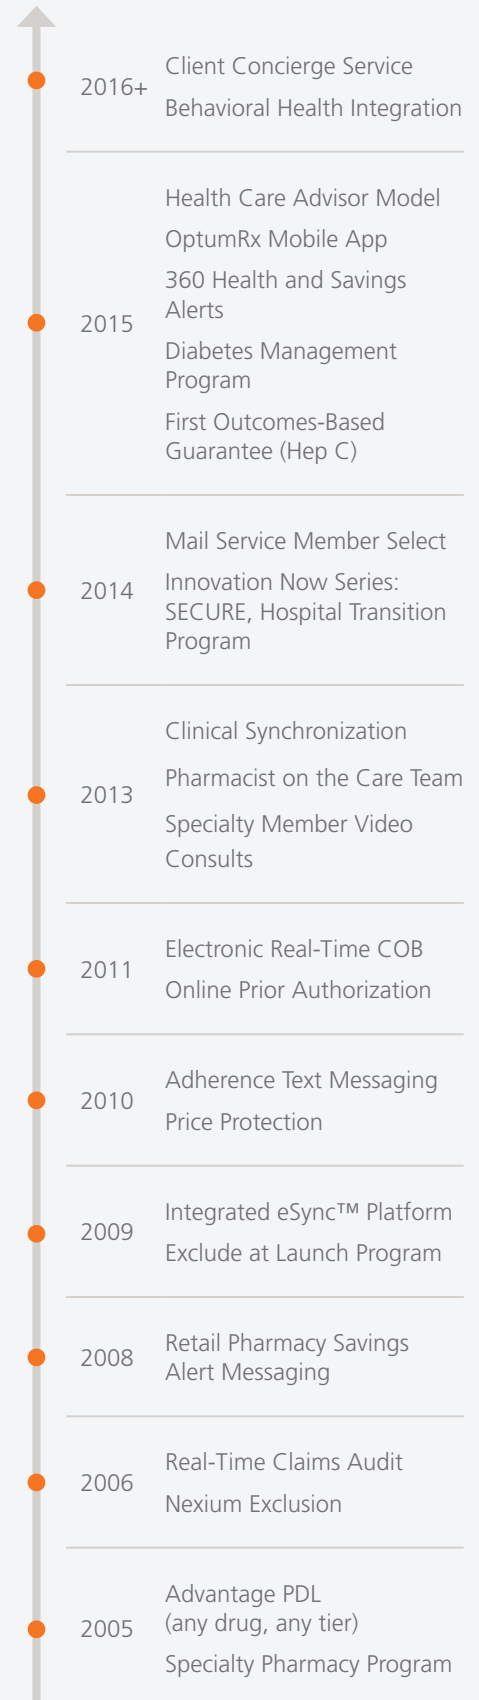 2016+
Client Concierge Service
Behavioral Health Integration
2015
Health Care Advisor Model
OptumRx Mobile App
360 Health and Savings
Alerts
Diabetes Management
Program
First Outcomes-Based
Guarantee (Hep C)
2014
Mail Service Member Select
Innovation Now Series:
SECURE, Hospital Transition
Program
2013
Clinical Synchronization
Pharmacist on the Care Team
Specialty Member Video
Consults
2011
Electronic Real-Time COB
Online Prior Authorization
2010
Adherence Text Messaging
Price Protection
2009
Integrated eSync™ Platform
Exclude at Launch Program
2008
Retail Pharmacy Savings
Alert Messaging
2006
Real-Time Claims Audit
Nexium Exclusion
2005
Advantage PDL
(any drug, any tier)
Specialty Pharmacy Program